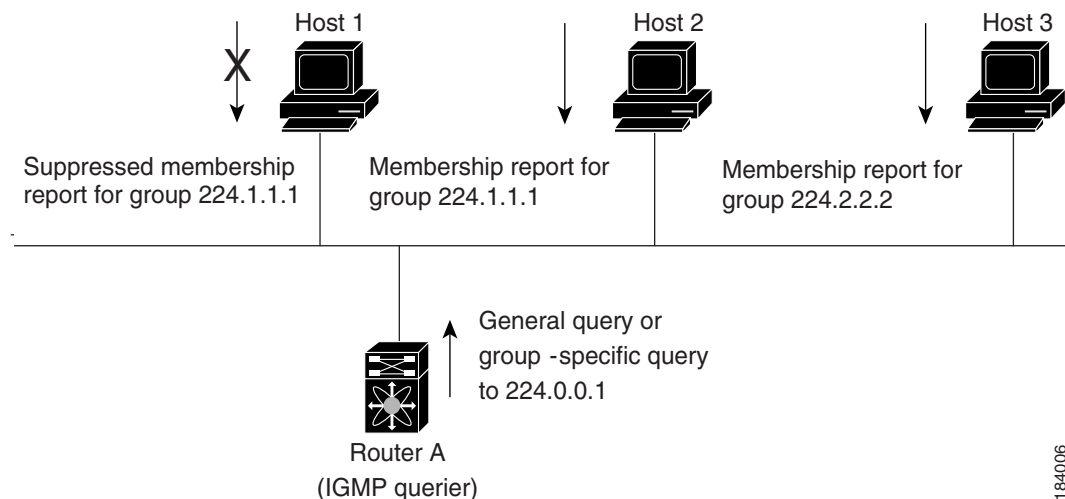 Host 1
Host 2
Host 3
X
Suppressed membership
report for group 224.1.1.1
Membership report for
group 224.1.1.1
Membership report for
group 224.2.2.2
General query or
group -specific query
to 224.0.0.1
Router A
(IGMP querier)
184006